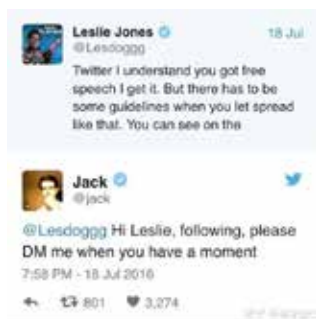 Leslie Jones
18 Jul
@Lesdoggg
Twitter I understand you got free
speech I get it. But there has to be
some guidelines when you let spread
like that. You can see on the
Jack
@jack
@Lesdoggg Hi Leslie, following, please
DM me when you have a moment
7:58 PM - 18 Jul 2016
801 3,274